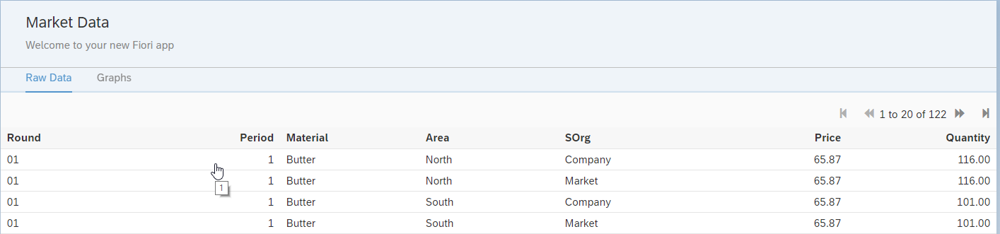 Market Data
Welcome to your new Fiori app
Raw Data Graphs
1 to 20 of 122
Round Period Material Area SOrg Price Quantity
01 1 Butter North Company 65.87 116.00
1
01 1 Butter North Market 65.87 116.00
01 1 Butter South Company 65.87 101.00
01 1 Butter South Market 65.87 101.00